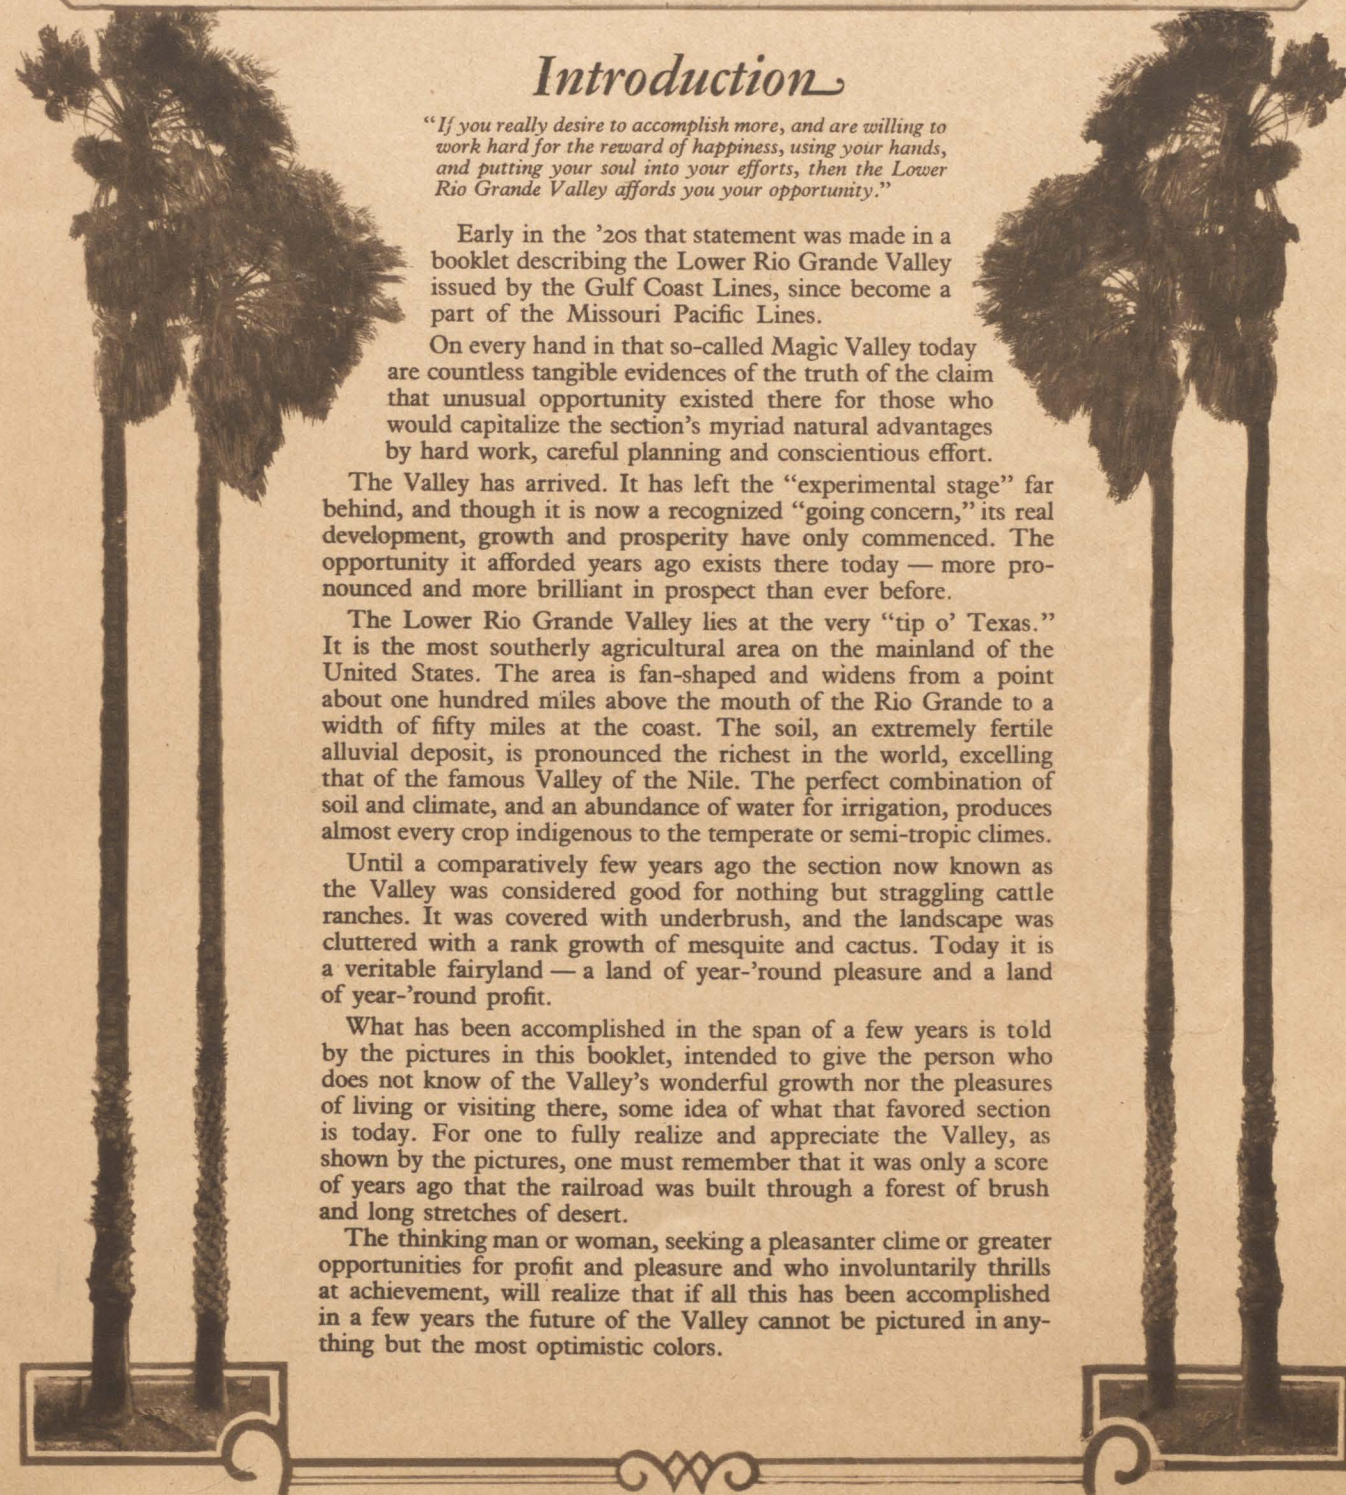 Introduction
“If you really desire to accomplish more, and are willing to
work hard for the reward of happiness, using your hands,
and putting your soul into your efforts, then the Lower
Rio Grande Valley affords you your opportunity.”
Early in the ’20s that statement was made in a
booklet describing the Lower Rio Grande Valley
issued by the Gulf Coast Lines, since become a
part of the Missouri Pacific Lines.
On every hand in that so-called Magic Valley today
are countless tangible evidences of the truth of the claim
that unusual opportunity existed there for those who
would capitalize the section’s myriad natural advantages
by hard work, careful planning and conscientious effort.
The Valley has arrived. It has left the “experimental stage” far
behind, and though it is now a recognized “going concern,” its real
development, growth and prosperity have only commenced. The
opportunity it afforded years ago exists there today — more pro-
nounced and more brilliant in prospect than ever before.
The Lower Rio Grande Valley lies at the very “tip o’ Texas.”
It is the most southerly agricultural area on the mainland of the
United States. The area is fan-shaped and widens from a point
about one hundred miles above the mouth of the Rio Grande to a
width of fifty miles at the coast. The soil, an extremely fertile
alluvial deposit, is pronounced the richest in the world, excelling
that of the famous Valley of the Nile. The perfect combination of
soil and climate, and an abundance of water for irrigation, produces
almost every crop indigenous to the temperate or semi-tropic climes.
Until a comparatively few years ago the section now known as
the Valley was considered good for nothing but straggling cattle
ranches. It was covered with underbrush, and the landscape was
cluttered with a rank growth of mesquite and cactus. Today it is
a veritable fairyland — a land of year-’round pleasure and a land
of year-’round profit.
What has been accomplished in the span of a few years is told
by the pictures in this booklet, intended to give the person who
does not know of the Valley’s wonderful growth nor the pleasures
of living or visiting there, some idea of what that favored section
is today. For one to fully realize and appreciate the Valley, as
shown by the pictures, one must remember that it was only a score
of years ago that the railroad was built through a forest of brush
and long stretches of desert.
The thinking man or woman, seeking a pleasanter clime or greater
opportunities for profit and pleasure and who involuntarily thrills
at achievement, will realize that if all this has been accomplished
in a few years the future of the Valley cannot be pictured in any-
thing but the most optimistic colors.